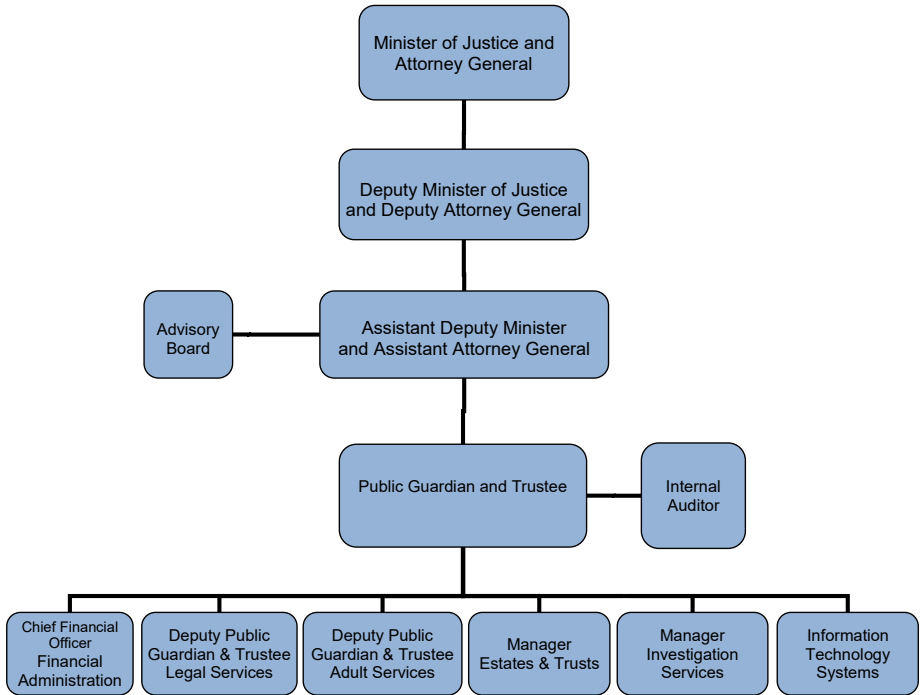 Minister of Justice and
Attorney General
Deputy Minister of Justice
and Deputy Attorney General
Advisory
Board
Assistant Deputy Minister
and Assistant Attorney General
Public Guardian and Trustee
Internal
Auditor
Chief Financial
Officer
Financial
Administration
Deputy Public
Guardian & Trustee
Legal Services
Deputy Public
Guardian & Trustee
Adult Services
Manager
Estates & Trusts
Manager
Investigation
Services
Information
Technology
Systems